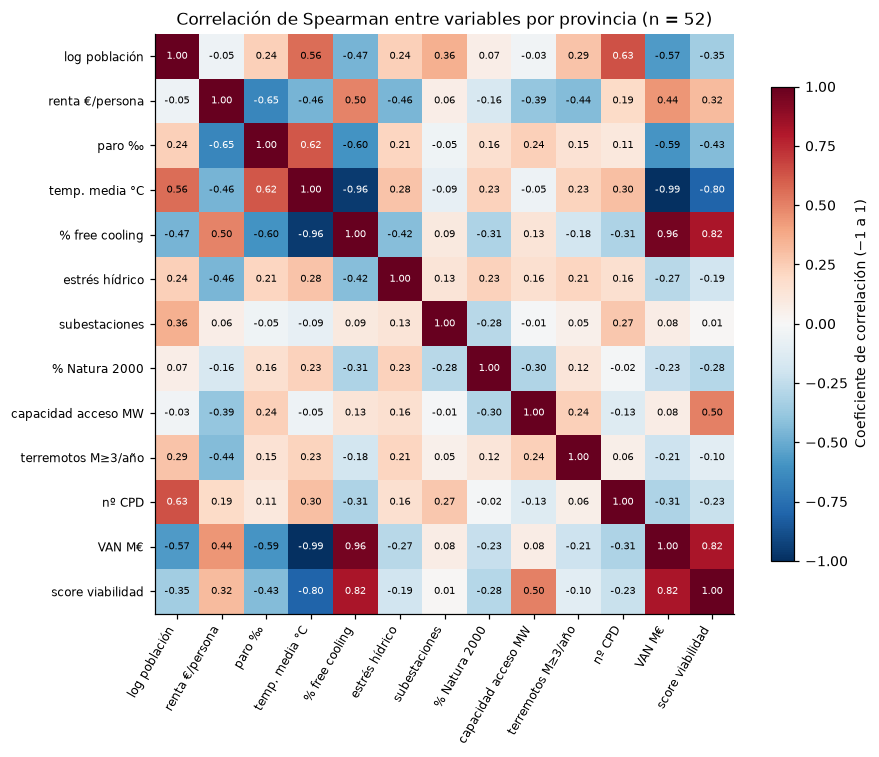 Correlación de Spearman entre variables por provincia (n = 52)
log población 1.00 -0.05 0.24 0.56 -0.47 0.24 0.36 0.07 -0.03 0.29 0.63 -0.57 -0.35
renta €/persona -0.05 1.00 -0.65 -0.46 0.50 -0.46 0.06 -0.16 -0.39 -0.44 0.19 0.44 0.32
paro ‰ 0.24 -0.65 1.00 0.62 -0.60 0.21 -0.05 0.16 0.24 0.15 0.11 -0.59 -0.43
temp. media °C 0.56 -0.46 0.62 1.00 -0.96 0.28 -0.09 0.23 -0.05 0.23 0.30 -0.99 -0.80
% free cooling -0.47 0.50 -0.60 -0.96 1.00 -0.42 0.09 -0.31 0.13 -0.18 -0.31 0.96 0.82
estrés hídrico 0.24 -0.46 0.21 0.28 -0.42 1.00 0.13 0.23 0.16 0.21 0.16 -0.27 -0.19
subestaciones 0.36 0.06 -0.05 -0.09 0.09 0.13 1.00 -0.28 -0.01 0.05 0.27 0.08 0.01
% Natura 2000 0.07 -0.16 0.16 0.23 -0.31 0.23 -0.28 1.00 -0.30 0.12 -0.02 -0.23 -0.28
capacidad acceso MW -0.03 -0.39 0.24 -0.05 0.13 0.16 -0.01 -0.30 1.00 0.24 -0.13 0.08 0.50
terremotos M≥3/año 0.29 -0.44 0.15 0.23 -0.18 0.21 0.05 0.12 0.24 1.00 0.06 -0.21 -0.10
nº CPD 0.63 0.19 0.11 0.30 -0.31 0.16 0.27 -0.02 -0.13 0.06 1.00 -0.31 -0.23
VAN M€ -0.57 0.44 -0.59 -0.99 0.96 -0.27 0.08 -0.23 0.08 -0.21 -0.31 1.00 0.82
score viabilidad -0.35 0.32 -0.43 -0.80 0.82 -0.19 0.01 -0.28 0.50 -0.10 -0.23 0.82 1.00
log población
renta €/persona
paro ‰
temp. media °C
% free cooling
estrés hídrico
subestaciones
% Natura 2000
capacidad acceso MW
terremotos M≥3/año
nº CPD
VAN M€
score viabilidad
1.00
0.75
0.50
0.25
0.00
−0.25
−0.50
−0.75
−1.00
Coeficiente de correlación (−1 a 1)